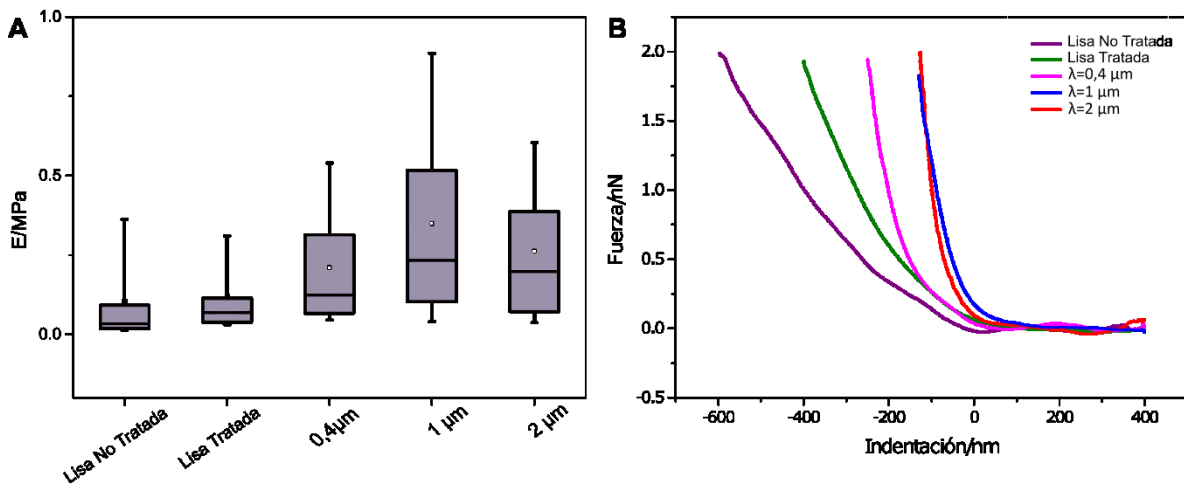 A
1.0
0.5
0.0
E/MPa
Lisa No Tratada
Lisa Tratada
0,4µm
1 µm
2 µm
B
Lisa No Tratada
Lisa Tratada
λ=0,4 µm
λ=1 µm
λ=2 µm
2.0
1.5
1.0
0.5
0.0
-0.5
Fuerza/nN
-600 -400 -200 0 200 400
Indentación/nm